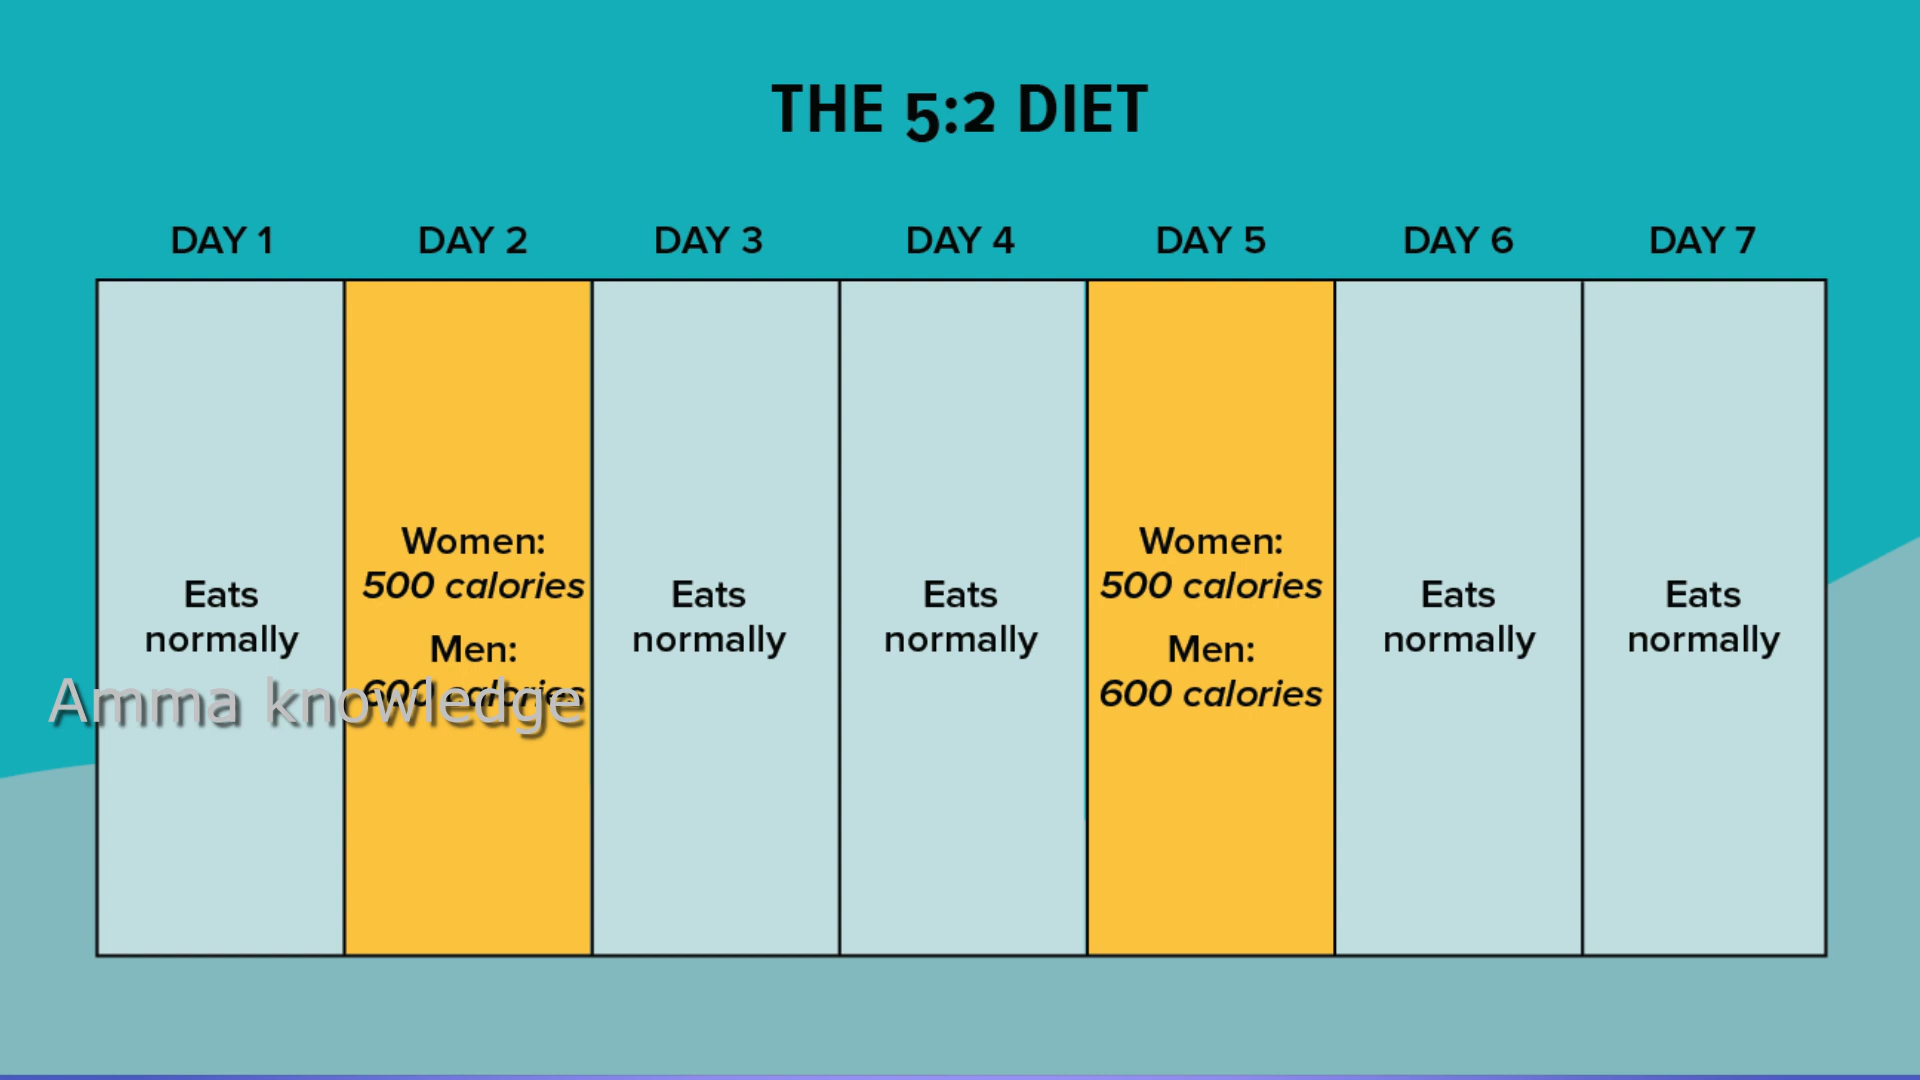 THE 5:2 DIET
DAY 1 DAY 2 DAY 3 DAY 4 DAY 5 DAY 6 DAY 7
Eats
normally
Women:
500 calories
Men:
600 calories
Eats
normally
Eats
normally
Women:
500 calories
Men:
600 calories
Eats
normally
Eats
normally
Amma knowledge